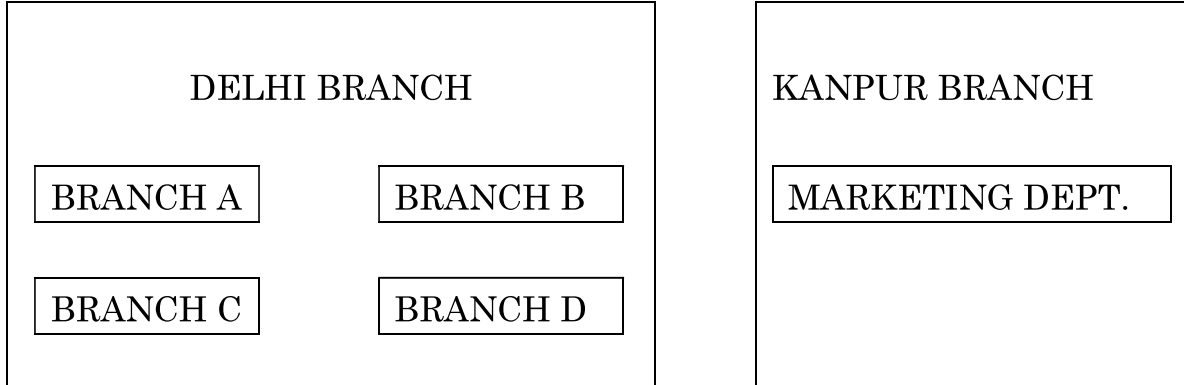 DELHI BRANCH
BRANCH A
BRANCH B
BRANCH C
BRANCH D
KANPUR BRANCH
MARKETING DEPT.